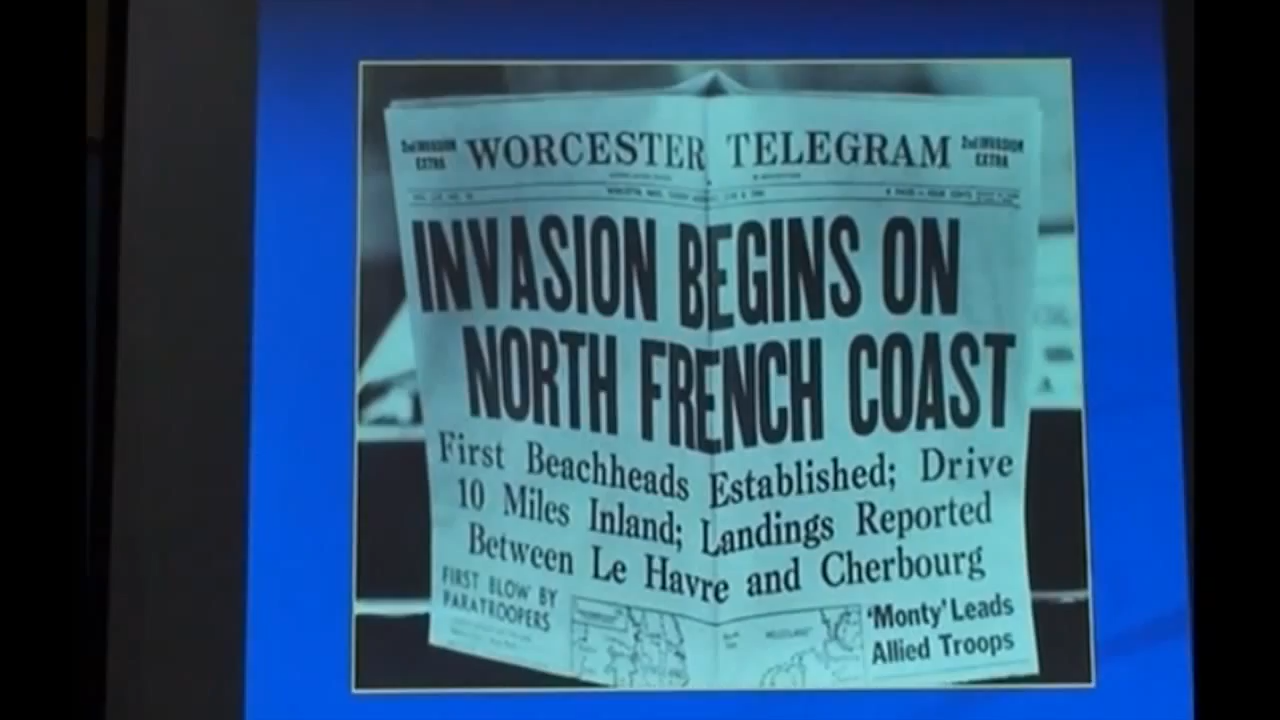 2nd INVASION EXTRA
WORCESTER TELEGRAM
2nd INVASION EXTRA
INVASION BEGINS ON
NORTH FRENCH COAST
First Beachheads Established; Drive
10 Miles Inland; Landings Reported
Between Le Havre and Cherbourg
FIRST BLOW BY
PARATROOPERS
'Monty' Leads
Allied Troops